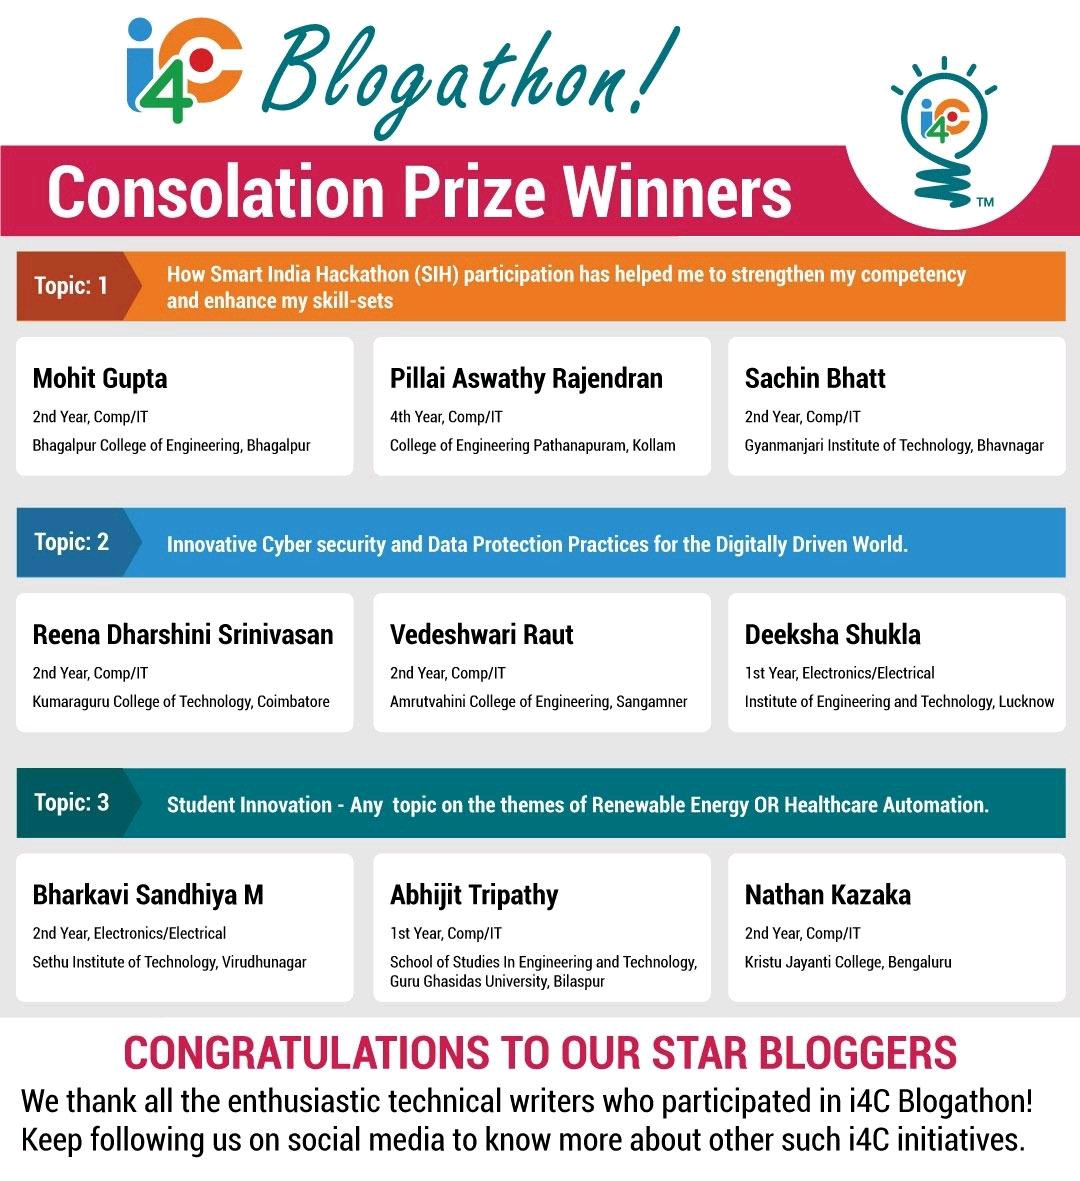 i4C Blogathon!
i4C
TM
Consolation Prize Winners
Topic: 1
How Smart India Hackathon (SIH) participation has helped me to strengthen my competency
and enhance my skill-sets
Mohit Gupta
2nd Year, Comp/IT
Bhagalpur College of Engineering, Bhagalpur
Pillai Aswathy Rajendran
4th Year, Comp/IT
College of Engineering Pathanapuram, Kollam
Sachin Bhatt
2nd Year, Comp/IT
Gyanmanjari Institute of Technology, Bhavnagar
Topic: 2
Innovative Cyber security and Data Protection Practices for the Digitally Driven World.
Reena Dharshini Srinivasan
2nd Year, Comp/IT
Kumaraguru College of Technology, Coimbatore
Vedeshwari Raut
2nd Year, Comp/IT
Amrutvahini College of Engineering, Sangamner
Deeksha Shukla
1st Year, Electronics/Electrical
Institute of Engineering and Technology, Lucknow
Topic: 3
Student Innovation - Any  topic on the themes of Renewable Energy OR Healthcare Automation.
Bharkavi Sandhiya M
2nd Year, Electronics/Electrical
Sethu Institute of Technology, Virudhunagar
Abhijit Tripathy
1st Year, Comp/IT
School of Studies In Engineering and Technology,
Guru Ghasidas University, Bilaspur
Nathan Kazaka
2nd Year, Comp/IT
Kristu Jayanti College, Bengaluru
CONGRATULATIONS TO OUR STAR BLOGGERS
We thank all the enthusiastic technical writers who participated in i4C Blogathon!
Keep following us on social media to know more about other such i4C initiatives.